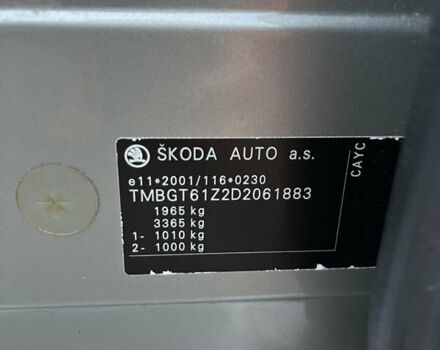 ŠKODA AUTO a.s.
e11*2001/116*0230
TMBGT61Z2D2061883
1965 kg
3365 kg
1- 1010 kg
2- 1000 kg
CAYC